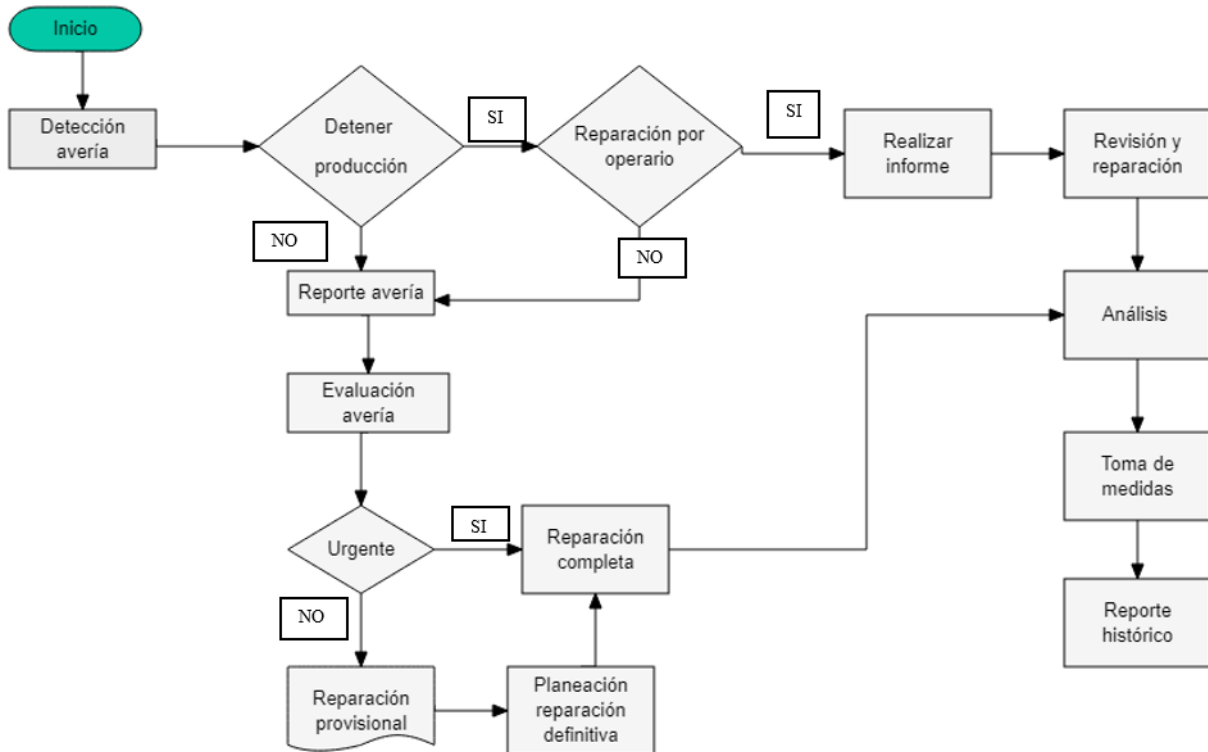 Inicio
Detección
avería
Detener
producción
SI
Reparación por
operario
SI
Realizar
informe
Revisión y
reparación
NO
NO
Reporte avería
Análisis
Evaluación
avería
Toma de
medidas
Urgente
SI
Reparación
completa
NO
Reporte
histórico
Reparación
provisional
Planeación
reparación
definitiva